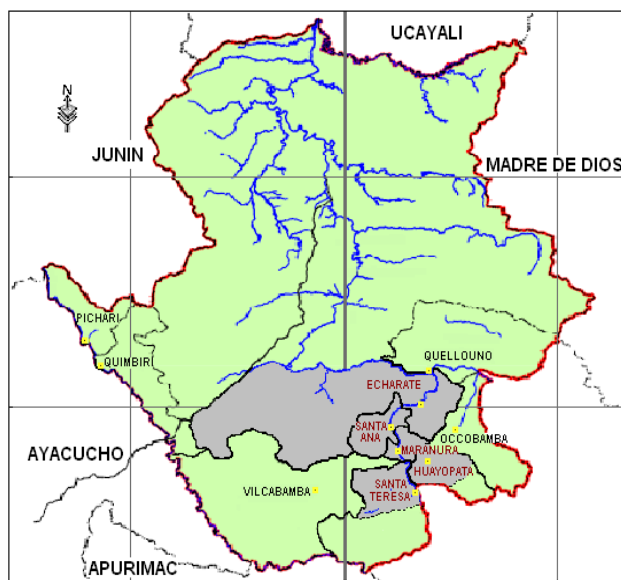 UCAYALI
N
JUNIN
MADRE DE DIOS
PICHARI
QUIMBIRI
QUELLOUNO
ECHARATE
SANTA
ANA
OCCOBAMBA
MARANURA
AYACUCHO
HUAYOPATA
VILCABAMBA
SANTA
TERESA
APURIMAC